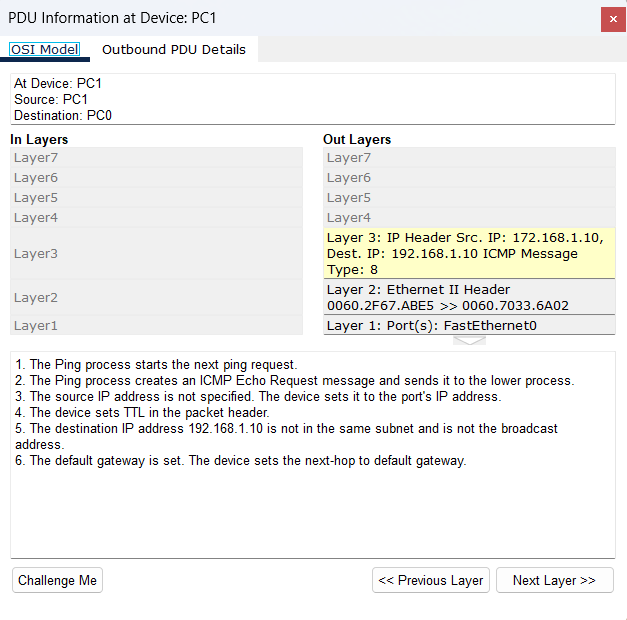 PDU Information at Device: PC1
×
OSI Model Outbound PDU Details
At Device: PC1
Source: PC1
Destination: PC0
In Layers
Layer7
Layer6
Layer5
Layer4
Layer3
Layer2
Layer1
Out Layers
Layer7
Layer6
Layer5
Layer4
Layer 3: IP Header Src. IP: 172.168.1.10,
Dest. IP: 192.168.1.10 ICMP Message
Type: 8
Layer 2: Ethernet II Header
0060.2F67.ABE5 >> 0060.7033.6A02
Layer 1: Port(s): FastEthernet0
1. The Ping process starts the next ping request.
2. The Ping process creates an ICMP Echo Request message and sends it to the lower process.
3. The source IP address is not specified. The device sets it to the port's IP address.
4. The device sets TTL in the packet header.
5. The destination IP address 192.168.1.10 is not in the same subnet and is not the broadcast
address.
6. The default gateway is set. The device sets the next-hop to default gateway.
Challenge Me
<< Previous Layer
Next Layer >>